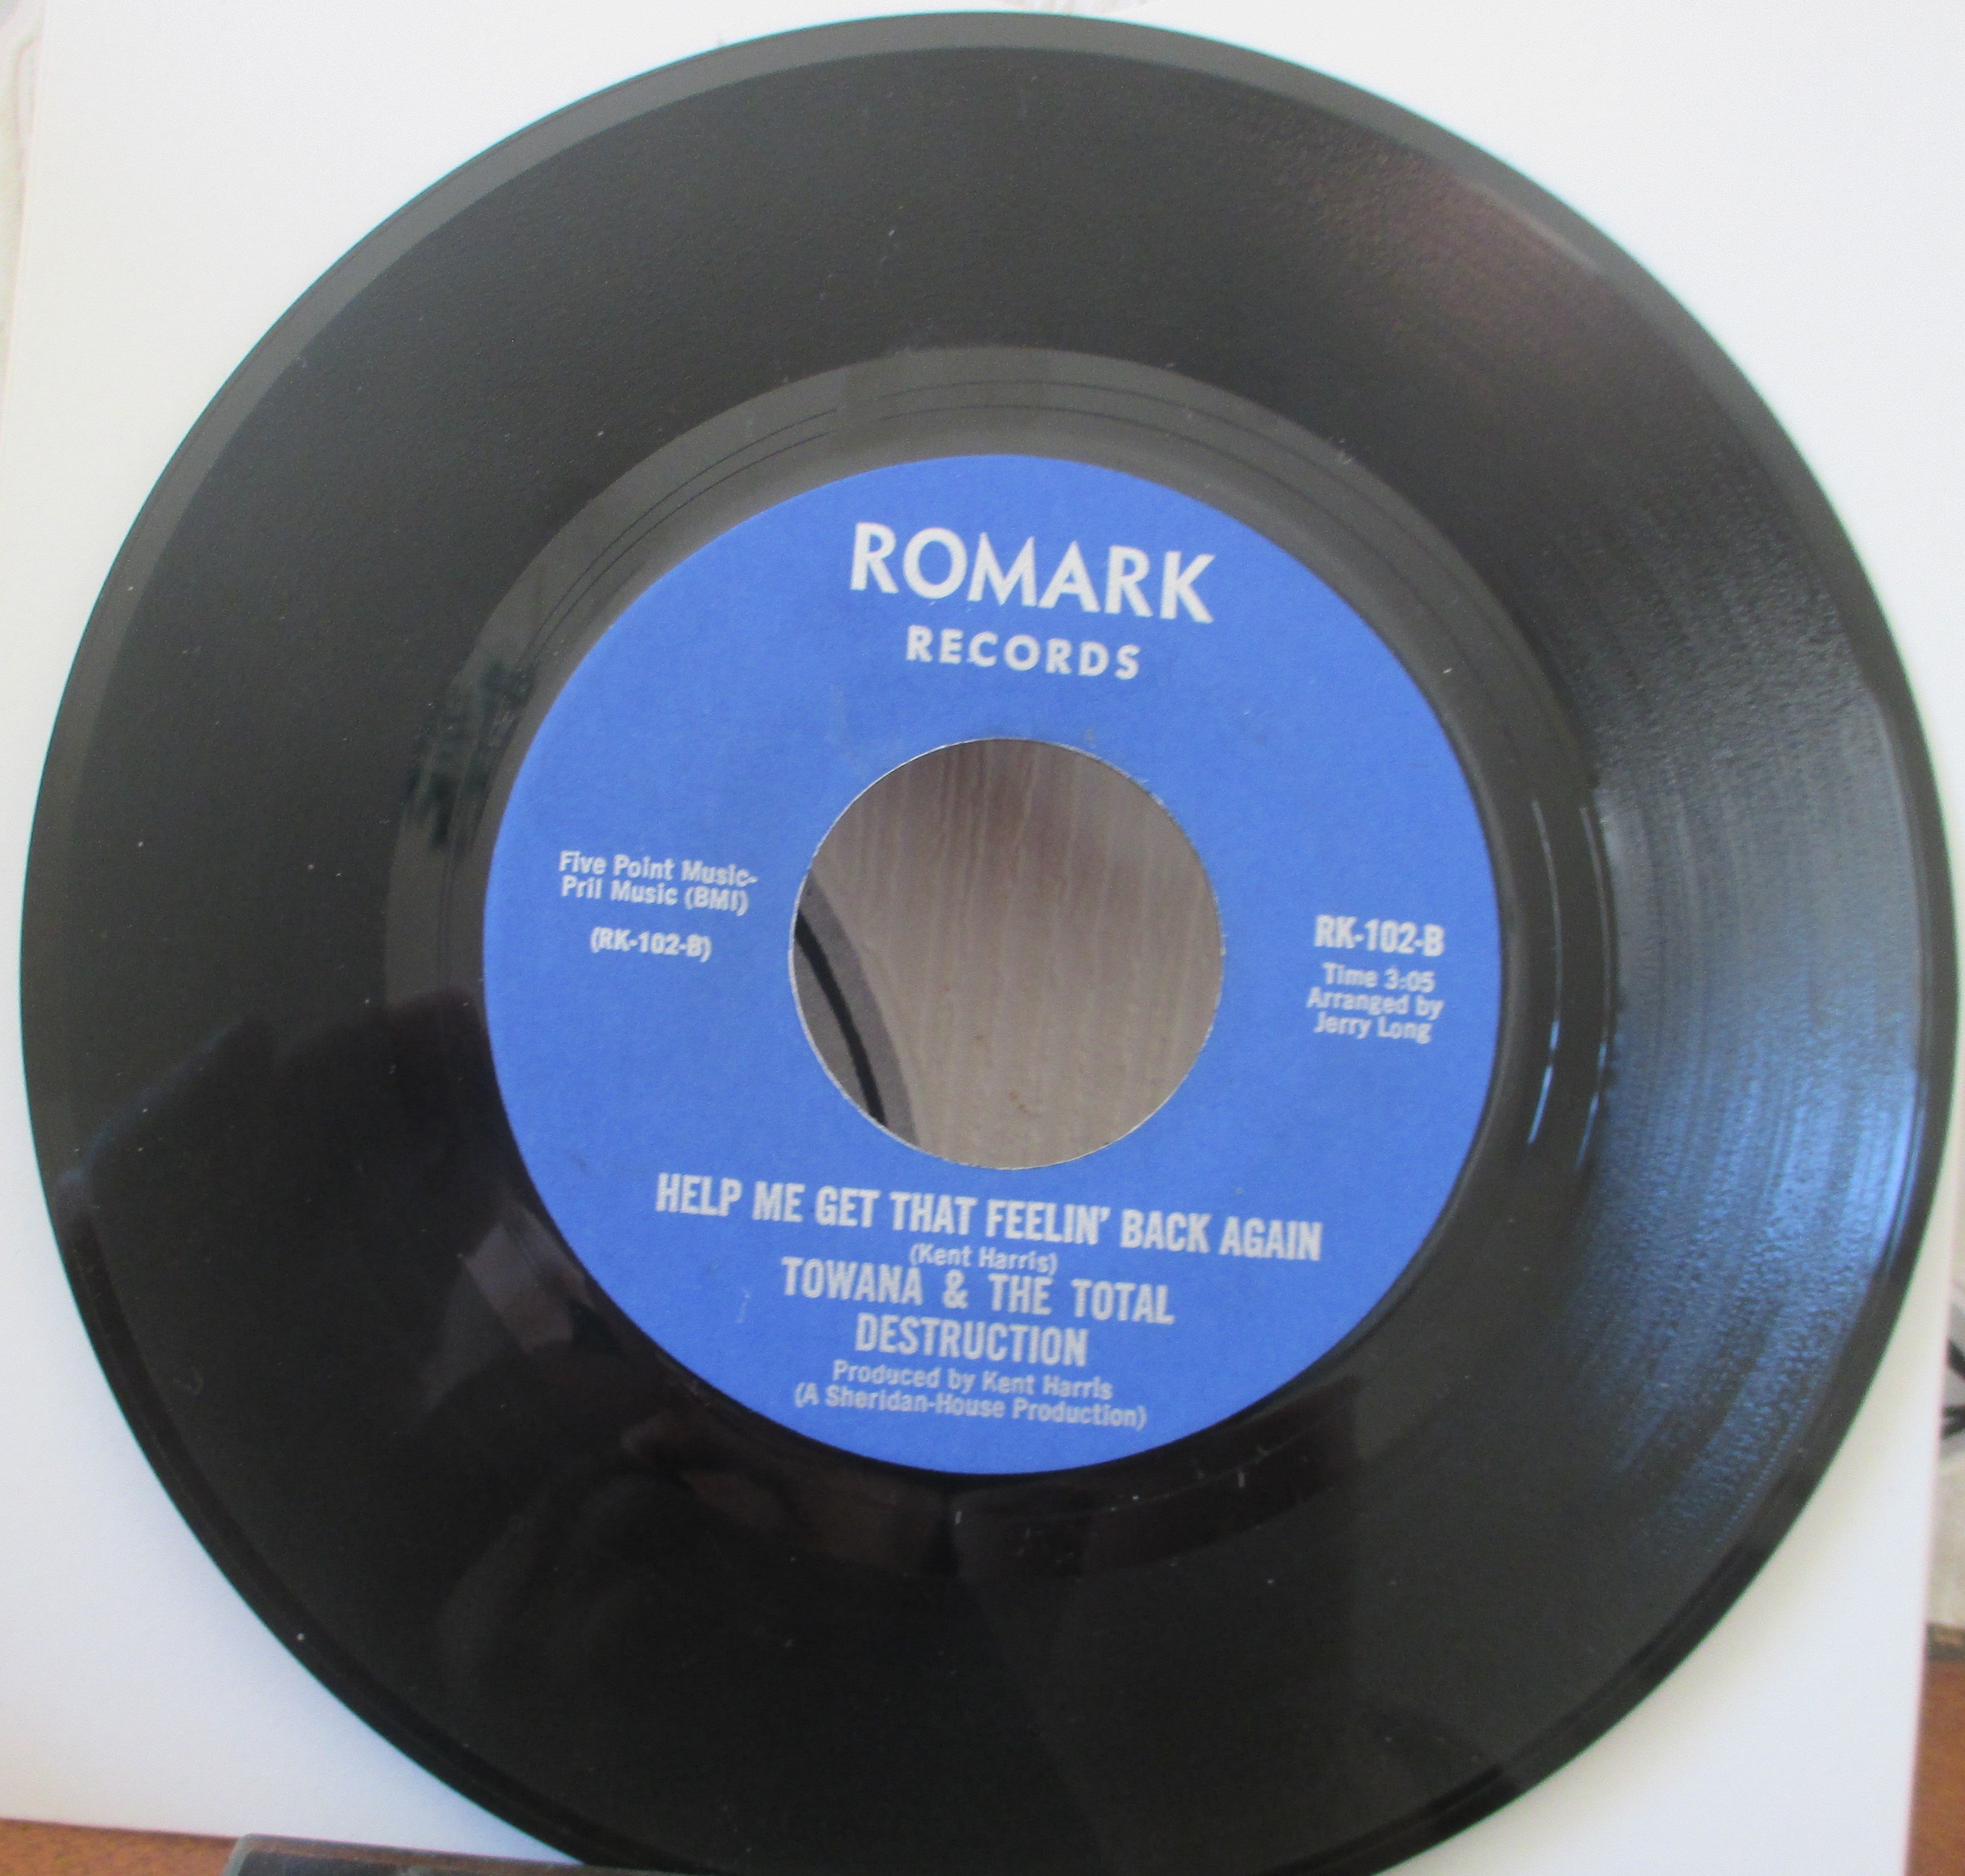 ROMARK
RECORDS
Five Point Music-
Pril Music (BMI)
(RK-102-B)
RK-102-B
Time 3:05
Arranged by
Jerry Long
HELP ME GET THAT FEELIN' BACK AGAIN
(Kent Harris)
TOWANA & THE TOTAL
DESTRUCTION
Produced by Kent Harris
(A Sheridan-House Production)